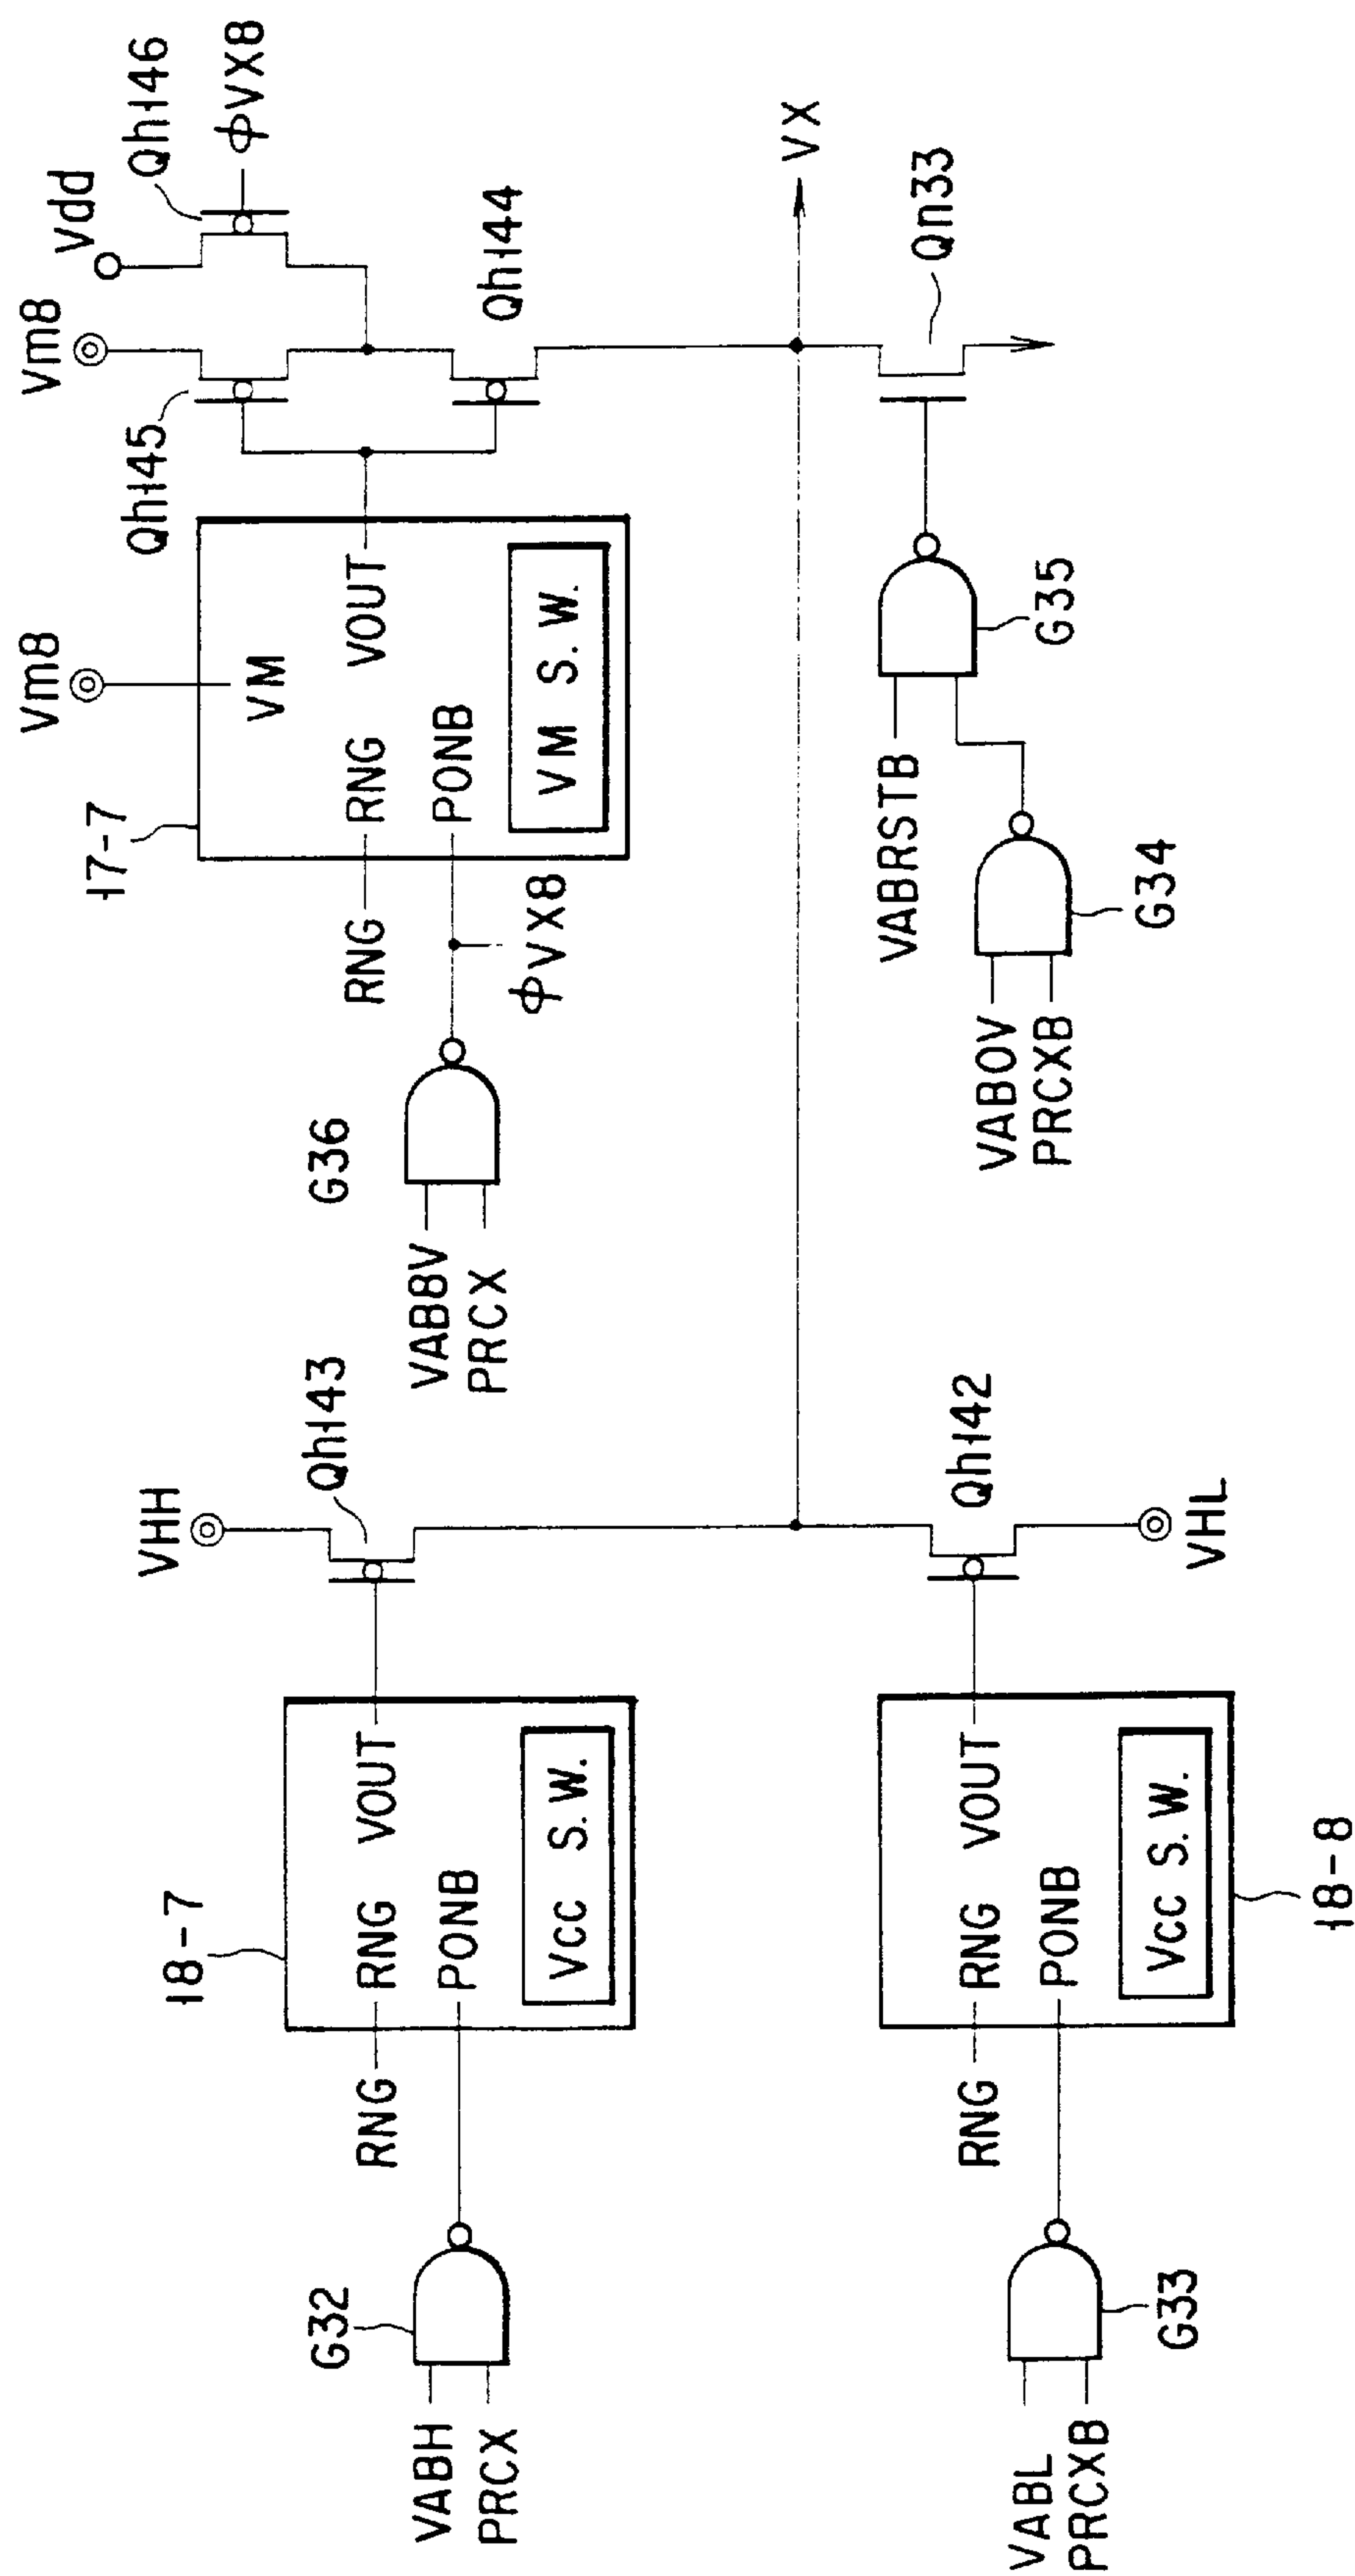 VHH
Qh143
18-7
RNG
RNG
VOUT
PONB
Vcc S.W.
G32
VABH
PRCX
VHL
Qh142
18-8
RNG
RNG
VOUT
PONB
Vcc S.W.
G33
VABL
PRCXB
Vm8
17-7
VM
RNG
RNG
VOUT
PONB
VM S.W.
G36
VAB8V
PRCX
φVX8
Vm8
Vdd
Qh145
Qh146
φVX8
Qh144
VX
Qn33
G35
VABRSTB
G34
VAB0V
PRCXB